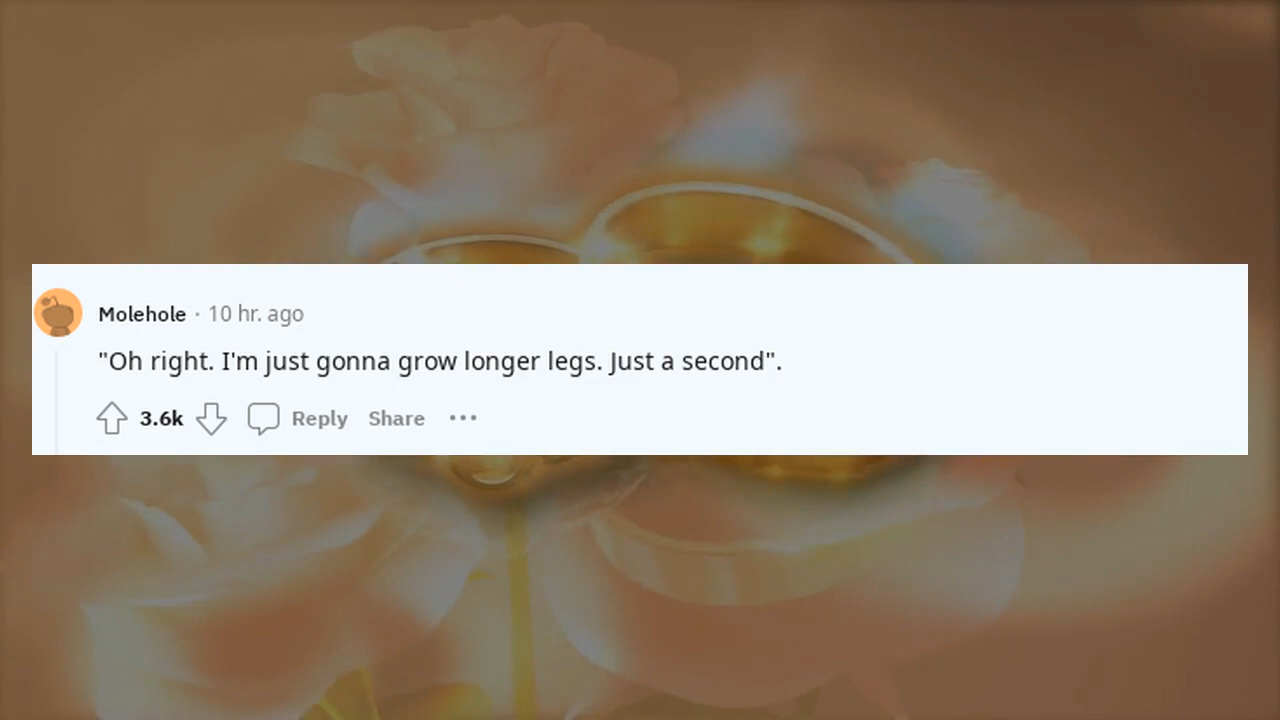 Molehole · 10 hr. ago
"Oh right. I'm just gonna grow longer legs. Just a second".
3.6k Reply Share ···